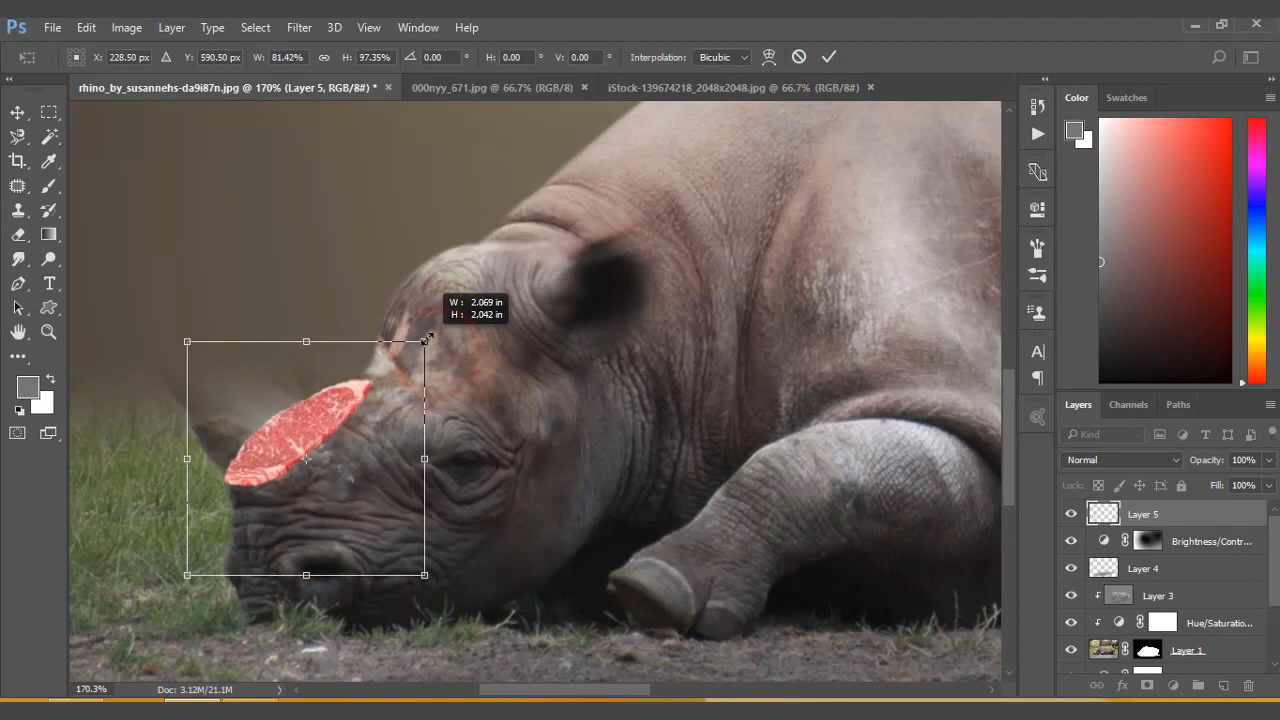 Ps File Edit Image Layer Type Select Filter 3D View Window Help
X: 228.50 px Y: 590.50 px W: 81.42% H: 97.35% 0.00 ° H: 0.00 ° V: 0.00 ° Interpolation: Bicubic
rhino_by_susannehs-da9i87n.jpg @ 170% (Layer 5, RGB/8#) * 000nyy_671.jpg @ 66.7% (RGB/8) iStock-139674218_2048x2048.jpg @ 66.7% (RGB/8#)
Color Swatches
W : 2.069 in
H : 2.042 in
Layers Channels Paths
Kind
Normal Opacity: 100%
Lock: Fill: 100%
Layer 5
Brightness/Contr...
Layer 4
Layer 3
Hue/Saturatio...
Layer 1
170.3% Doc: 3.12M/21.1M